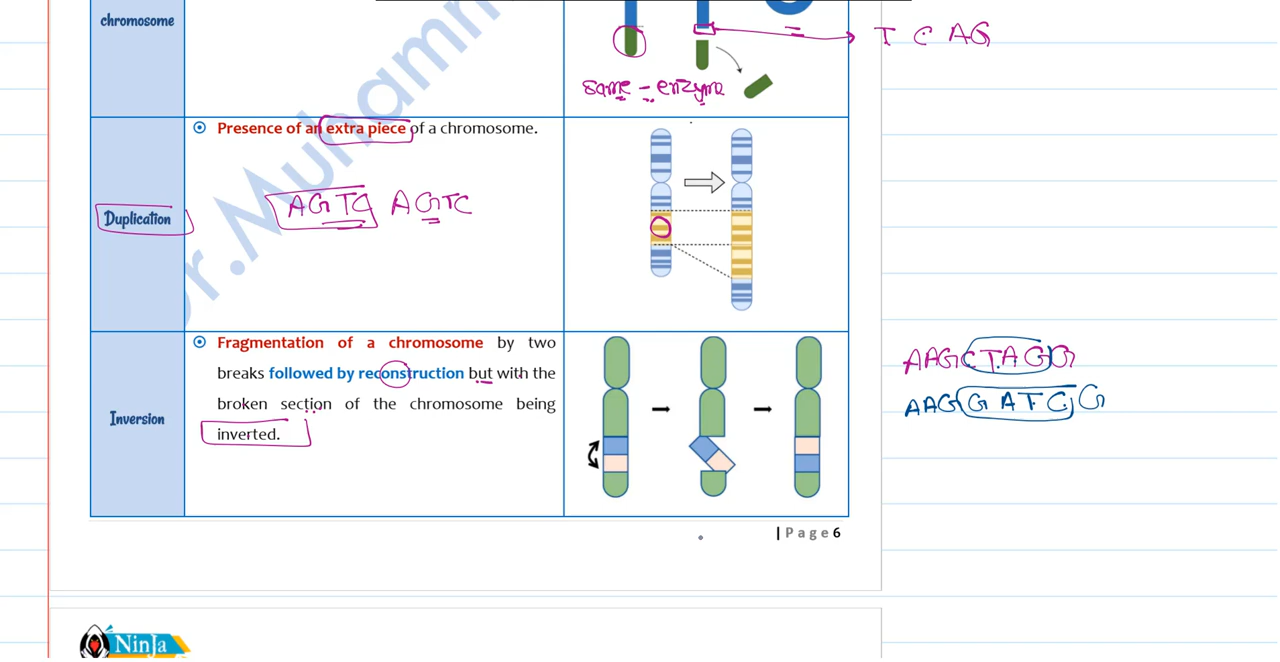 chromosome
T C AG
same - enzyme
Presence of an extra piece of a chromosome.
Duplication
AGTC AGTC
Fragmentation of a chromosome by two
breaks followed by reconstruction but with the
broken section of the chromosome being
inverted.
Inversion
AAGCTAGG
AAGGATCG
| Page 6
Ninja
r.Muhamm